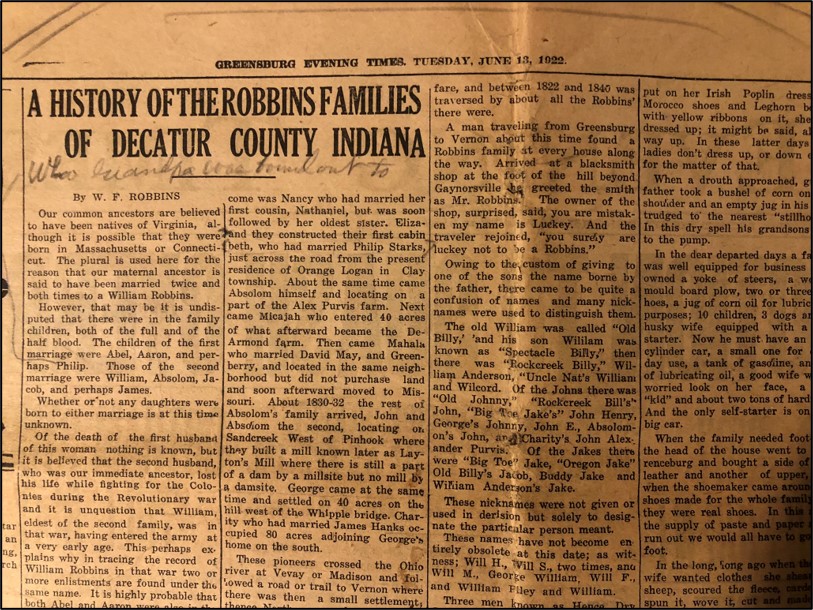 GREENSBURG EVENING TIMES. TUESDAY, JUNE 13, 1922.
A HISTORY OF THE ROBBINS FAMILIES
OF DECATUR COUNTY INDIANA
Who Grandpa was bound out to
By W. F. ROBBINS
Our common ancestors are believed
to have been natives of Virginia, al-
though it is possible that they were
born in Massachusetts or Connecti-
cut. The plural is used here for the
reason that our maternal ancestor is
said to have been married twice and
both times to a William Robbins.
However, that may be it is undis-
puted that there were in the family
children, both of the full and of the
half blood. The children of the first
marriage were Abel, Aaron, and per-
haps Philip. Those of the second
marriage were William, Absolom, Ja-
cob, and perhaps James.
Whether or not any daughters were
born to either marriage is at this time
unknown.
Of the death of the first husband
of this woman nothing is known, but
it is believed that the second husband,
who was our immediate ancestor, lost
his life while fighting for the Colo-
nies during the Revolutionary war
and it is unquestion that William,
eldest of the second family, was in
that war, having entered the army at
a very early age. This perhaps ex-
plains why in tracing the record of
William Robbins in that war two or
more enlistments are found under the
same name. It is highly probable that
both Abel and Aaron were also in the
come was Nancy who had married her
first cousin, Nathaniel, but was soon
followed by her oldest sister. Eliza-
and they constructed their first cabin
beth, who had married Philip Starks,
just across the road from the present
residence of Orange Logan in Clay
township. About the same time came
Absolom himself and locating on a
part of the Alex Purvis farm. Next
came Micajah who entered 40 acres
of what afterward became the De-
Armond farm. Then came Mahala
who married David May, and Green-
berry, and located in the same neigh-
borhood but did not purchase land
and soon afterward moved to Mis-
souri. About 1830-32 the rest of
Absolom's family arrived, John and
Absolom the second, locating on
Sandcreek West of Pinhook where
they built a mill known later as Lay-
ton's Mill where there is still a part
of a dam by a millsite but no mill by
a damsite. George came at the same
time and settled on 40 acres on the
hill west of the Whipple bridge. Char-
ity who had married James Hanks oc-
cupied 80 acres adjoining George's
home on the south.
These pioneers crossed the Ohio
river at Vevay or Madison and fol-
lowed a road or trail to Vernon where
there was then a small settlement;
thence North
fare, and between 1822 and 1840 was
traversed by about all the Robbins'
there were.
A man traveling from Greensburg
to Vernon about this time found a
Robbins family at every house along
the way. Arrived at a blacksmith
shop at the foot of the hill beyond
Gaynorsville he greeted the smith
as Mr. Robbins. The owner of the
shop, surprised, said, you are mistak-
en my name is Luckey. And the
traveler rejoined, "you surely are
luckey not to be a Robbins."
Owing to the custom of giving to
one of the sons the name borne by
the father, there came to be quite a
confusion of names and many nick-
names were used to distinguish them.
The old William was called "Old
Billy,' and his son Wililam was
known as "Spectacle Billy," then
there was "Rockcreek Billy," Wil-
liam Anderson, "Uncle Nat's William
and Wilcord. Of the Johns there was
"Old Johnny," "Rockcreek Bill's"
John, "Big Toe Jake's" John Henry,
George's Johnny, John E., Absolom-
on's John, and Charity's John Alex-
ander Purvis. Of the Jakes there
were "Big Toe" Jake, "Oregon Jake"
Old Billy's Jacob, Buddy Jake and
William Anderson's Jake.
These nicknames were not given or
used in derision but solely to desig-
nate the particular person meant.
These names have not become en-
tirely obsolete at this date; as wit-
ness; Will H., Will S., two times, and
Will M., George William, Will F.,
and William Riley and William.
Three men known as
put on her Irish Poplin dress
Morocco shoes and Leghorn
with yellow ribbons on it, she
dressed up; it might be said, al
way up. In these latter days
ladies don't dress up, or down
for the matter of that.
When a drouth approached, g
father took a bushel of corn on
shoulder and an empty jug in his
trudged to the nearest "stillho
In this dry spell his grandsons
to the pump.
In the dear departed days a fa
was well equipped for business
owned a yoke of steers, a w
mould board plow, two or three
hoes, a jug of corn oil for lubric
purposes; 10 children, 3 dogs a
husky wife equipped with a
starter. Now he must have an
cylinder car, a small one for
day use, a tank of gasoline, an
of lubricating oil, a good wife w
worried look on her face, a
"kid" and about two tons of hard
And the only self-starter is on
big car.
When the family needed foot
the head of the house went to
renceburg and bought a side of
leather and another of upper,
when the shoemaker came aroun
shoes made for the whole family
they were real shoes. In this
the supply of paste and paper
run out we would all have to go
foot.
In the long, long ago when th
wife wanted clothes she shea
sheep, scoured the fleece,
spun it, wove it, cut and made